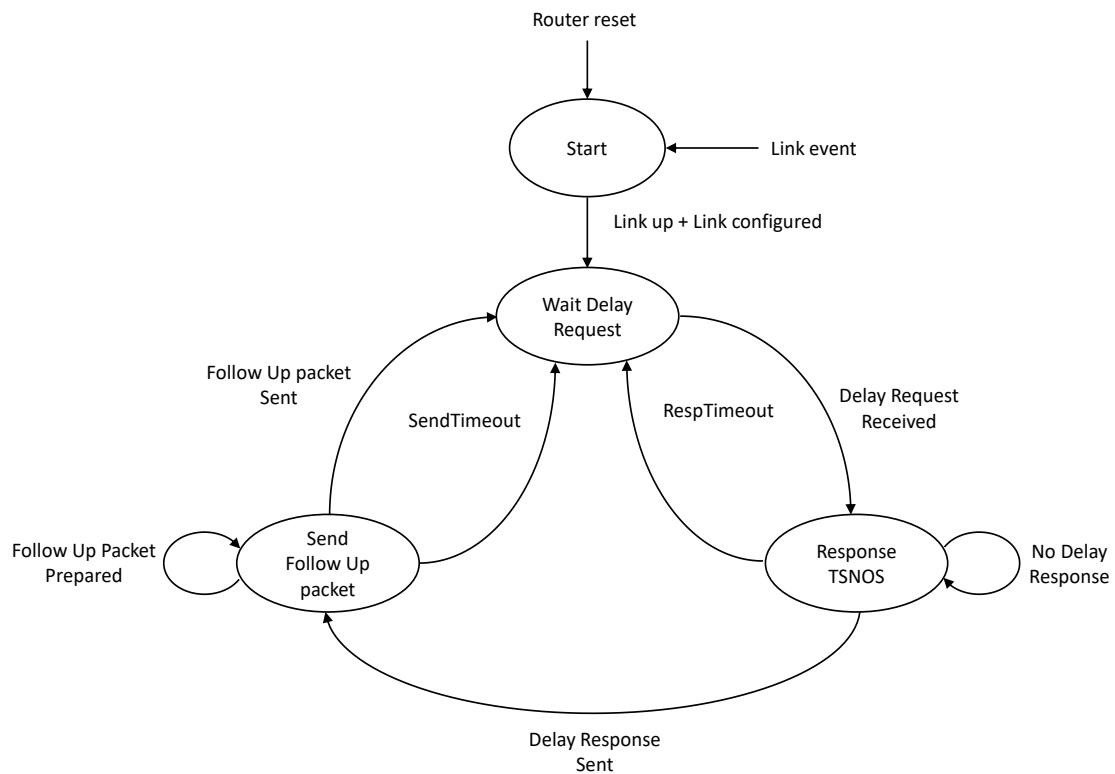 Router reset
Start
Link event
Link up + Link configured
Wait Delay
Request
Follow Up packet
Sent
SendTimeout
RespTimeout
Delay Request
Received
Follow Up Packet
Prepared
Send
Follow Up
packet
Response
TSNOS
No Delay
Response
Delay Response
Sent